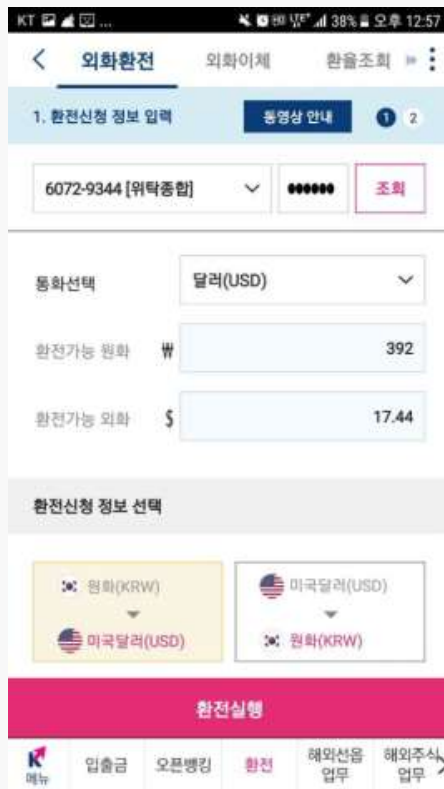 KT ... 38% 오후 12:57
외화환전 외화이체 환율조회
1. 환전신청 정보 입력 동영상 안내 1 2
6072-9344 [위탁종합] ●●●●●● 조회
통화선택 달러(USD)
환전가능 원화 ₩ 392
환전가능 외화 $ 17.44
환전신청 정보 선택
원화(KRW) 미국달러(USD)
미국달러(USD) 원화(KRW)
환전실행
메뉴 입출금 오픈뱅킹 환전 해외선옵 업무 해외주식 업무